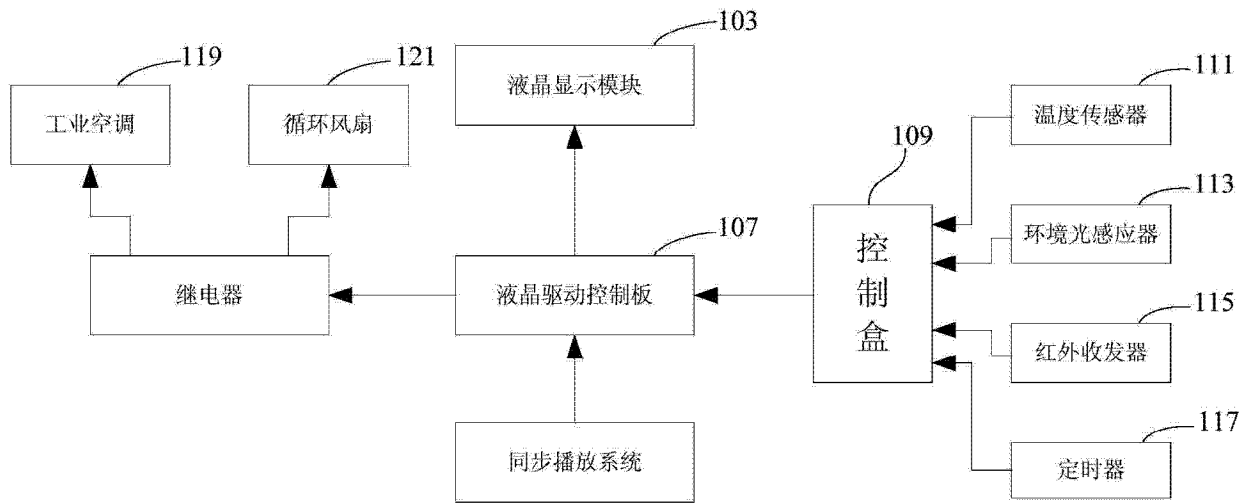 119
工业空调
121
循环风扇
103
液晶显示模块
111
温度传感器
109
控制盒
113
环境光感应器
107
继电器
液晶驱动控制板
115
红外收发器
同步播放系统
117
定时器